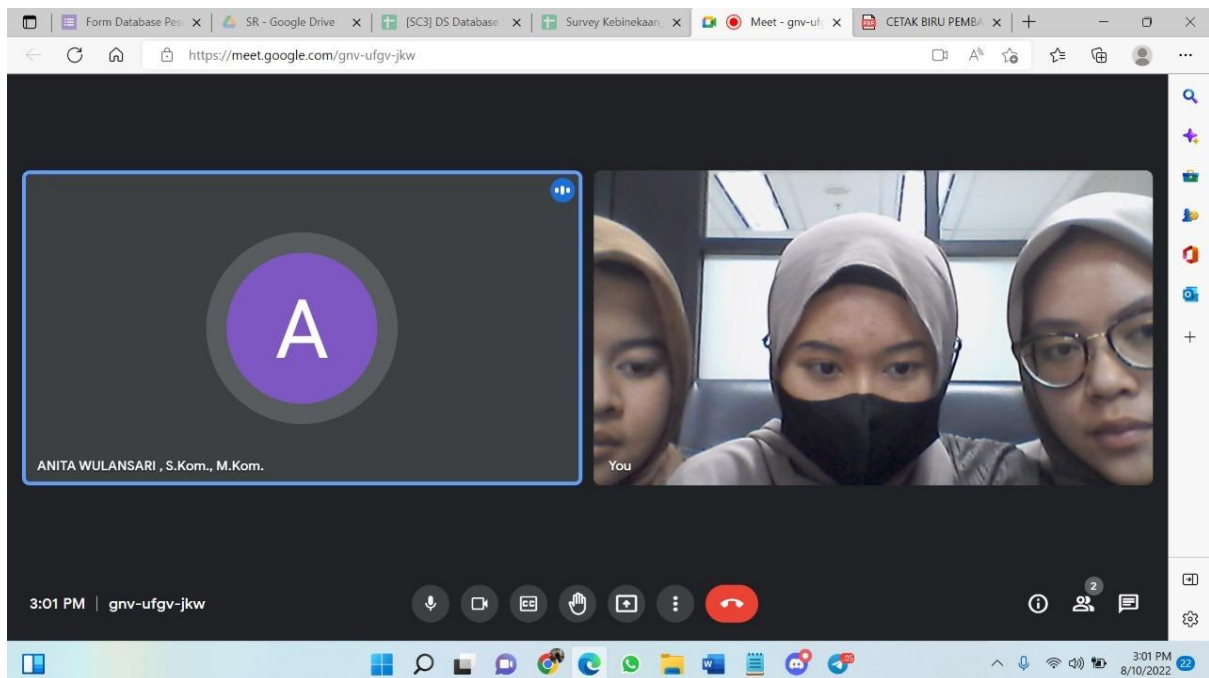 Form Database Pes
SR - Google Drive
[SC3] DS Database
Survey Kebinekaan,
Meet - gnv-ufg
CETAK BIRU PEMBA
https://meet.google.com/gnv-ufgv-jkw
A
ANITA WULANSARI , S.Kom., M.Kom.
You
3:01 PM | gnv-ufgv-jkw
CC
2
3:01 PM
8/10/2022
22